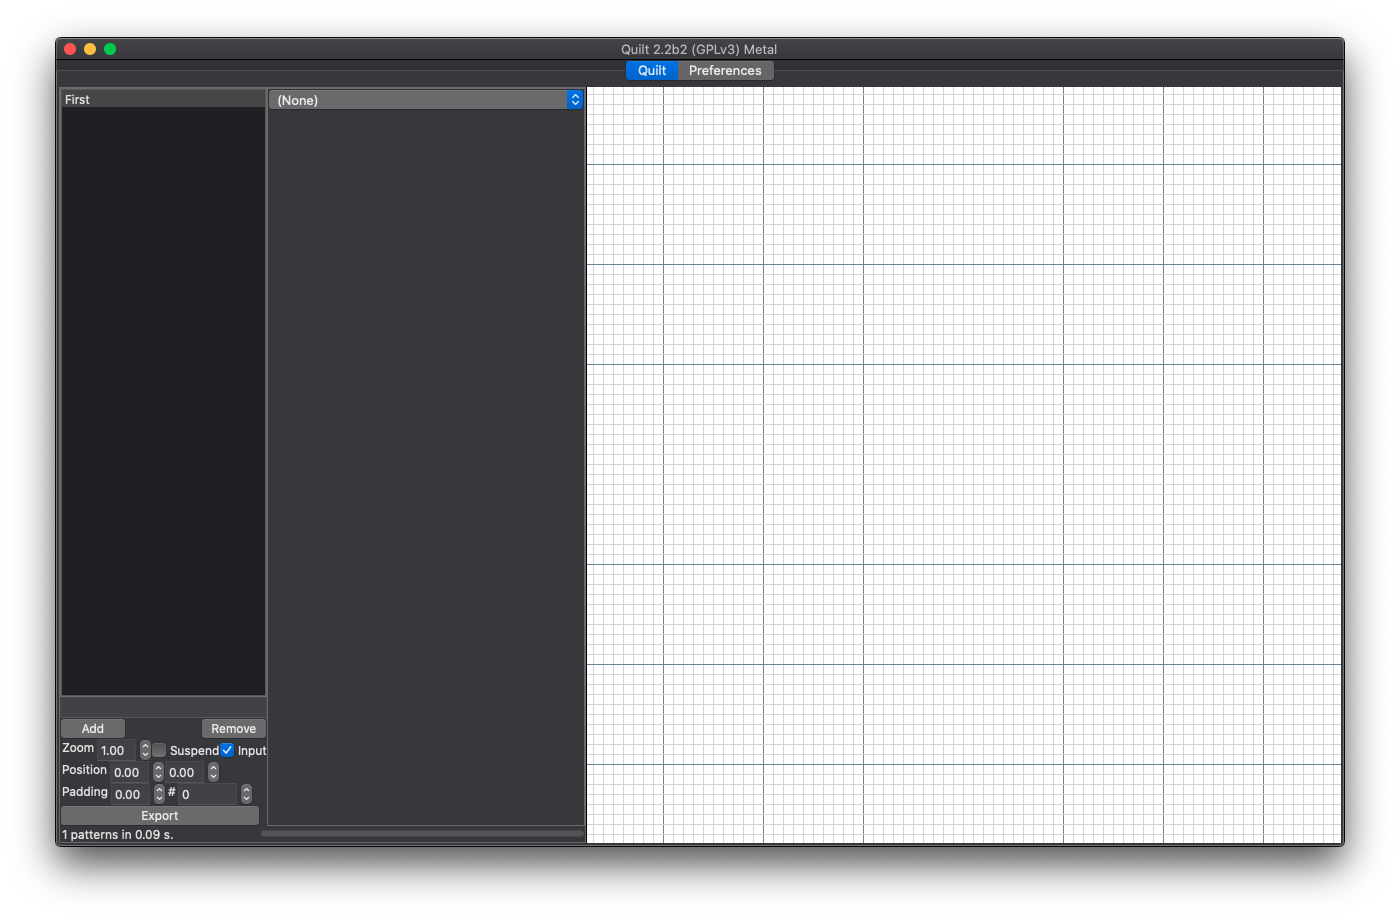 Quilt 2.2b2 (GPLv3) Metal
Quilt Preferences
First
(None)
Add Remove
Zoom 1.00 Suspend Input
Position 0.00 0.00
Padding 0.00 # 0
Export
1 patterns in 0.09 s.